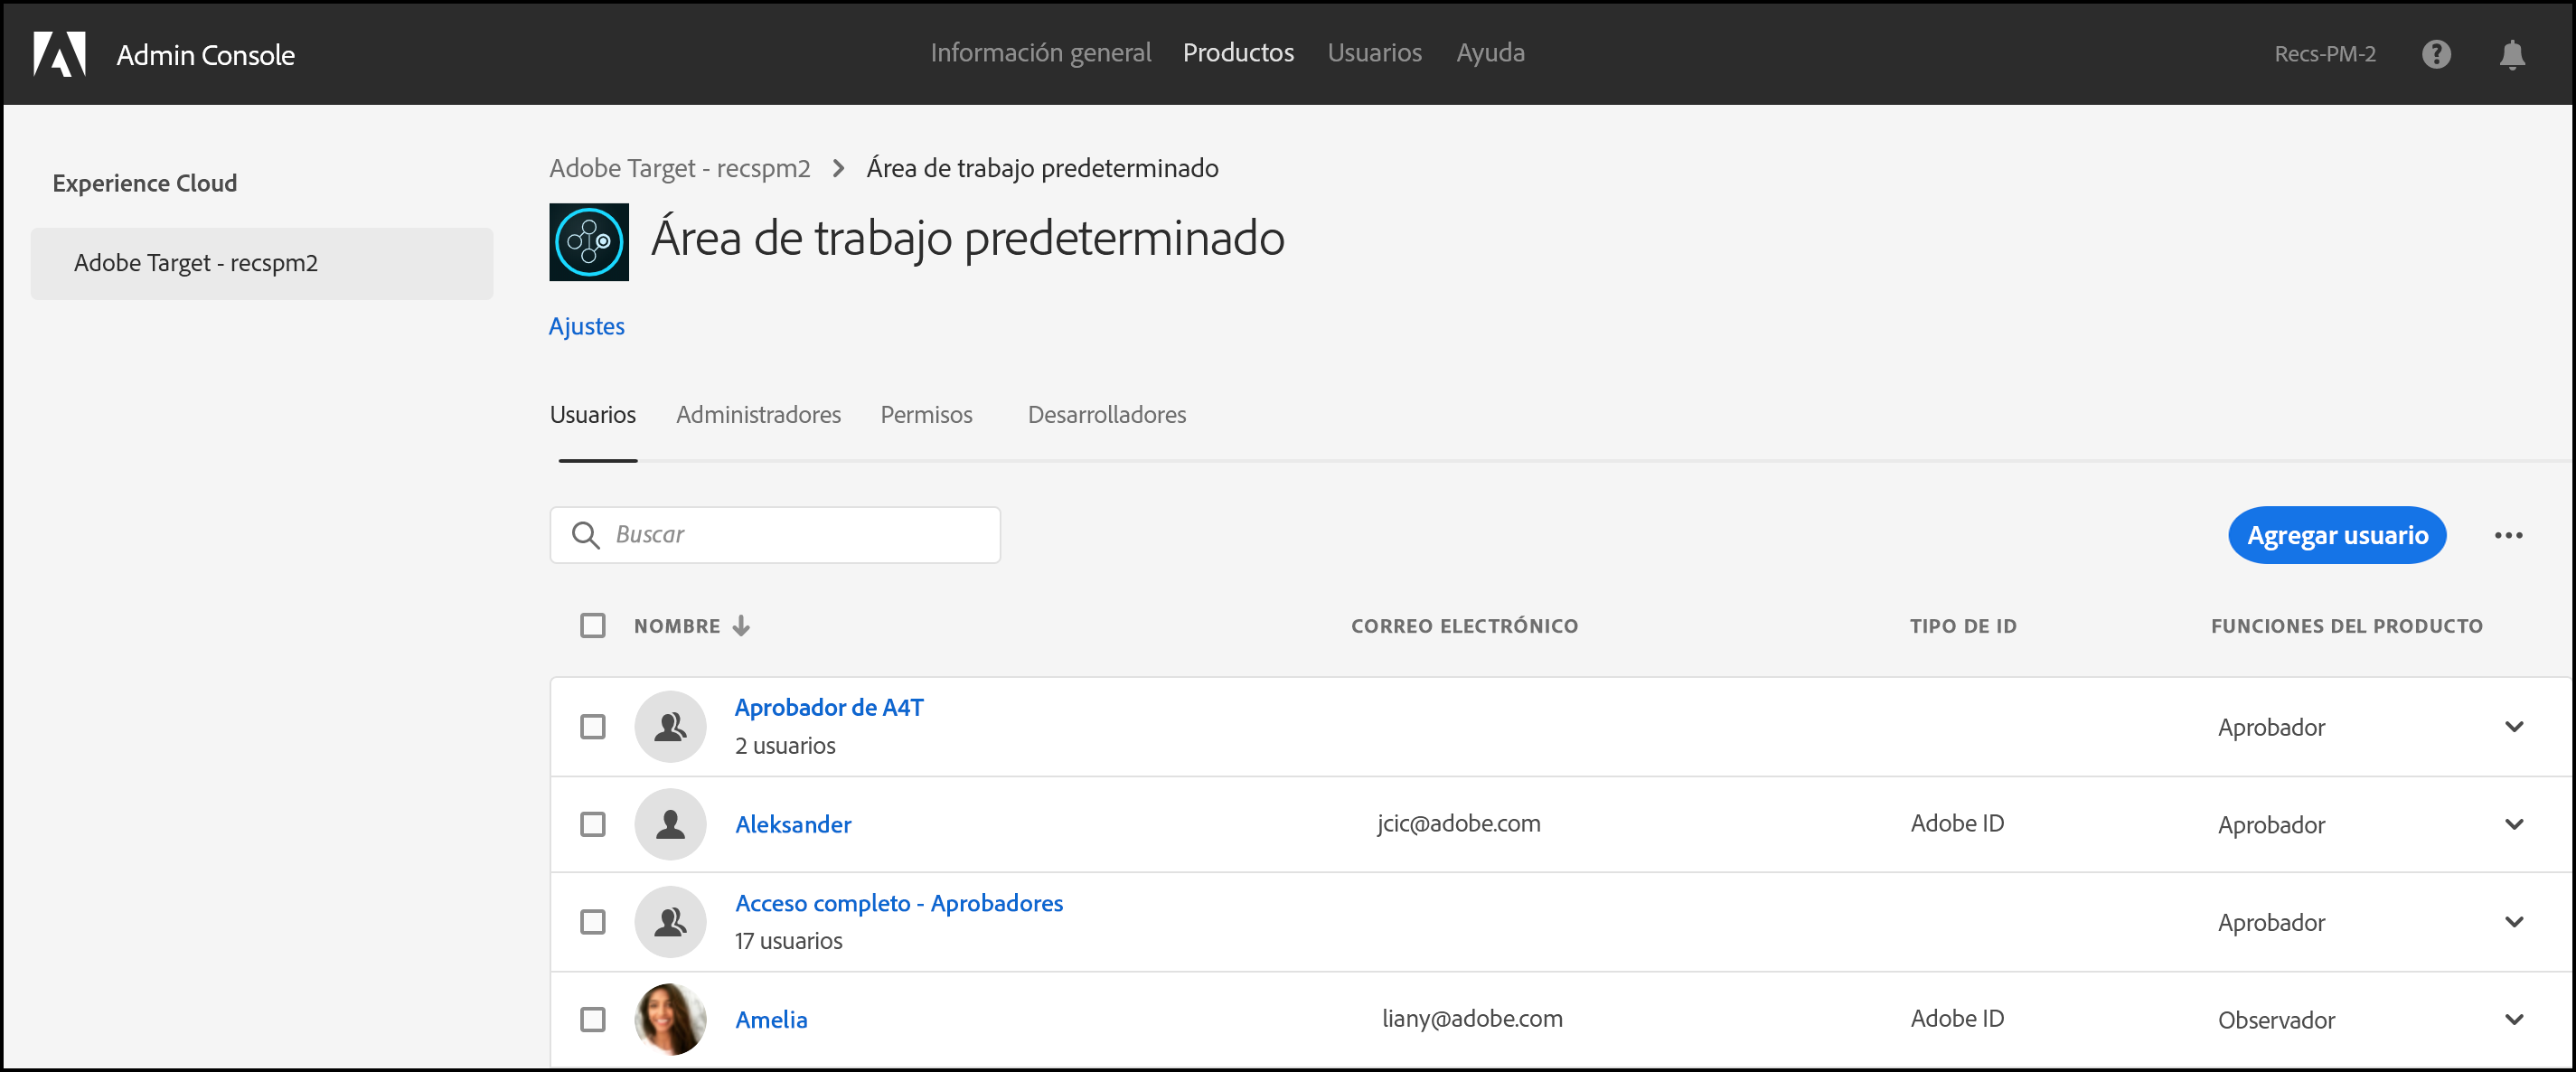 Admin Console
Información general Productos Usuarios Ayuda
Recs-PM-2
Experience Cloud
Adobe Target - recspm2
Adobe Target - recspm2 > Área de trabajo predeterminado
Área de trabajo predeterminado
Ajustes
Usuarios Administradores Permisos Desarrolladores
Buscar
Agregar usuario
NOMBRE CORREO ELECTRÓNICO TIPO DE ID FUNCIONES DEL PRODUCTO
Aprobador de A4T
2 usuarios
Aprobador
Aleksander jcic@adobe.com Adobe ID Aprobador
Acceso completo - Aprobadores
17 usuarios
Aprobador
Amelia liany@adobe.com Adobe ID Observador